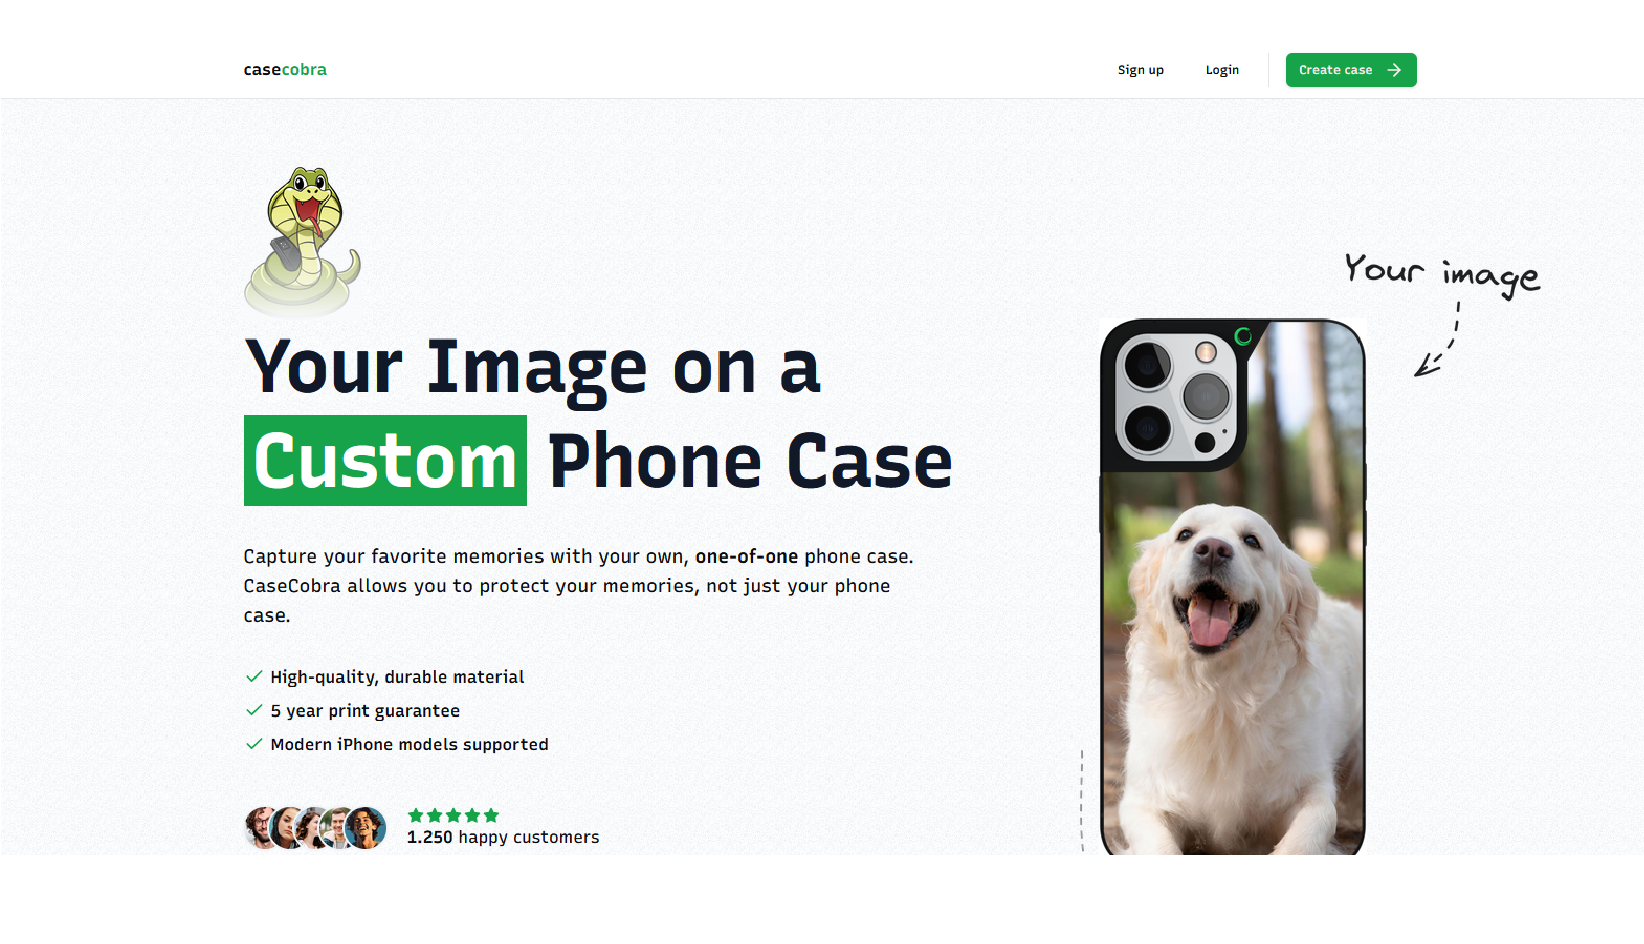 casecobra
Sign up
Login
Create case
Your image
Your Image on a
Custom Phone Case
Capture your favorite memories with your own, one-of-one phone case.
CaseCobra allows you to protect your memories, not just your phone
case.
High-quality, durable material
5 year print guarantee
Modern iPhone models supported
1.250 happy customers